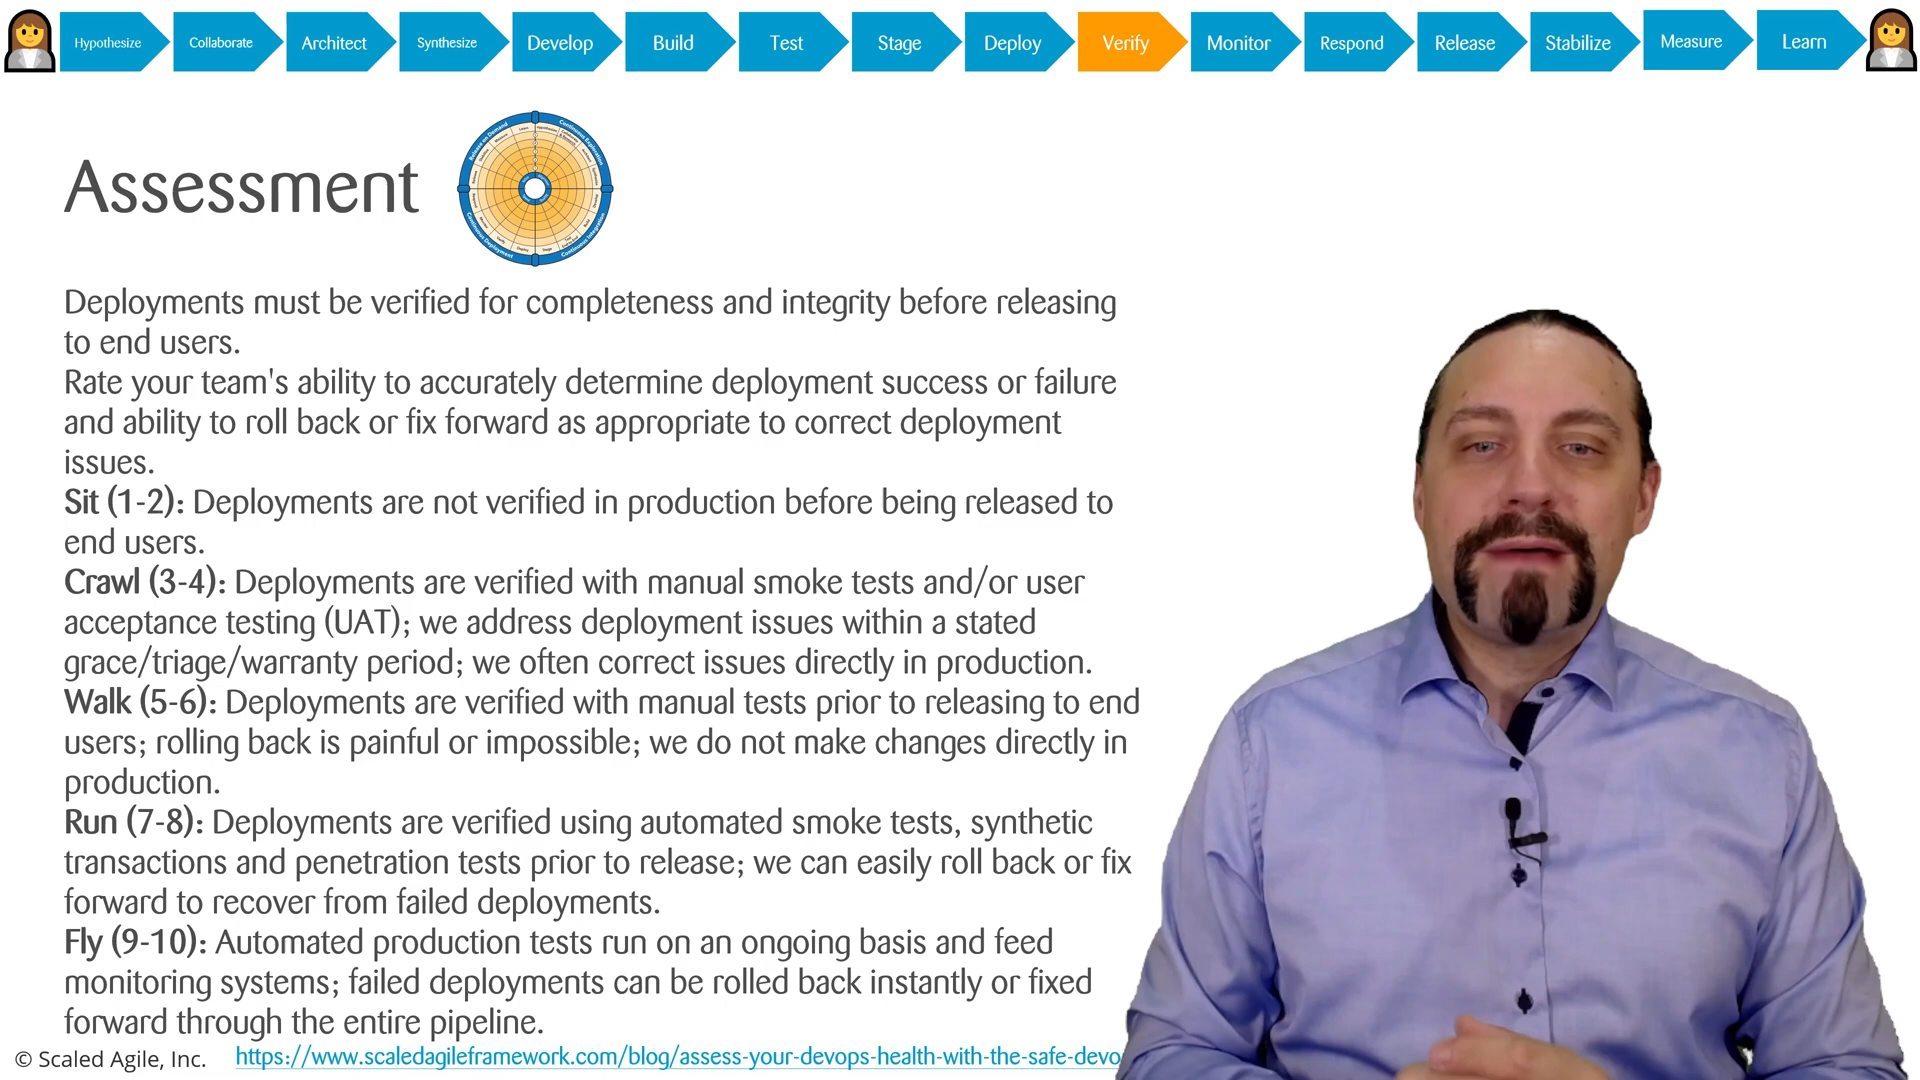 Hypothesize
Collaborate
Architect
Synthesize
Develop
Build
Test
Stage
Deploy
Verify
Monitor
Respond
Release
Stabilize
Measure
Learn
Assessment
Release on Demand
Continuous Exploration
Continuous Deployment
Continuous Integration
Deployments must be verified for completeness and integrity before releasing
to end users.
Rate your team's ability to accurately determine deployment success or failure
and ability to roll back or fix forward as appropriate to correct deployment
issues.
Sit (1-2): Deployments are not verified in production before being released to
end users.
Crawl (3-4): Deployments are verified with manual smoke tests and/or user
acceptance testing (UAT); we address deployment issues within a stated
grace/triage/warranty period; we often correct issues directly in production.
Walk (5-6): Deployments are verified with manual tests prior to releasing to end
users; rolling back is painful or impossible; we do not make changes directly in
production.
Run (7-8): Deployments are verified using automated smoke tests, synthetic
transactions and penetration tests prior to release; we can easily roll back or fix
forward to recover from failed deployments.
Fly (9-10): Automated production tests run on an ongoing basis and feed
monitoring systems; failed deployments can be rolled back instantly or fixed
forward through the entire pipeline.
© Scaled Agile, Inc.
https://www.scaledagileframework.com/blog/assess-your-devops-health-with-the-safe-devo